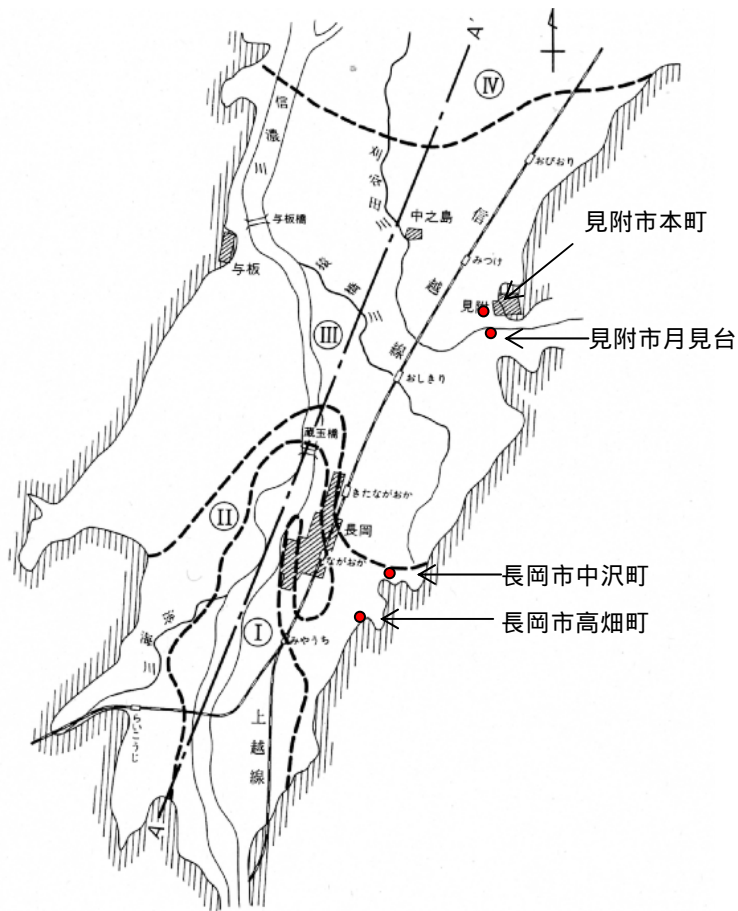 A'
Ⅳ
信濃川
刈谷田川
おびおり
中之島
信越線
見附市本町
与板橋
与板
みつけ
猿橋川
見附
Ⅲ
見附市月見台
おしきり
蔵王橋
きたながおか
Ⅱ
長岡
ながおか
長岡市中沢町
長岡市高畑町
Ⅰ
みやうち
渋海川
らいこうじ
上越線
A